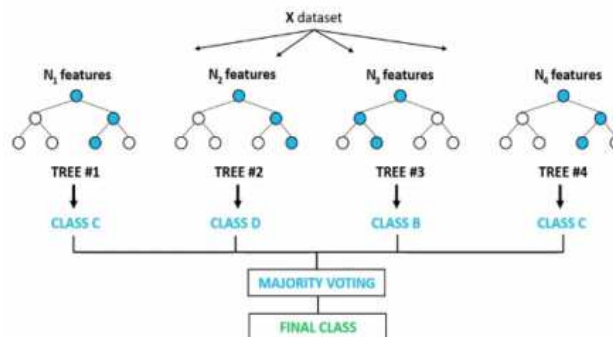 X dataset
N₁ features N₂ features N₃ features N₄ features
TREE #1 TREE #2 TREE #3 TREE #4
CLASS C CLASS D CLASS B CLASS C
MAJORITY VOTING
FINAL CLASS